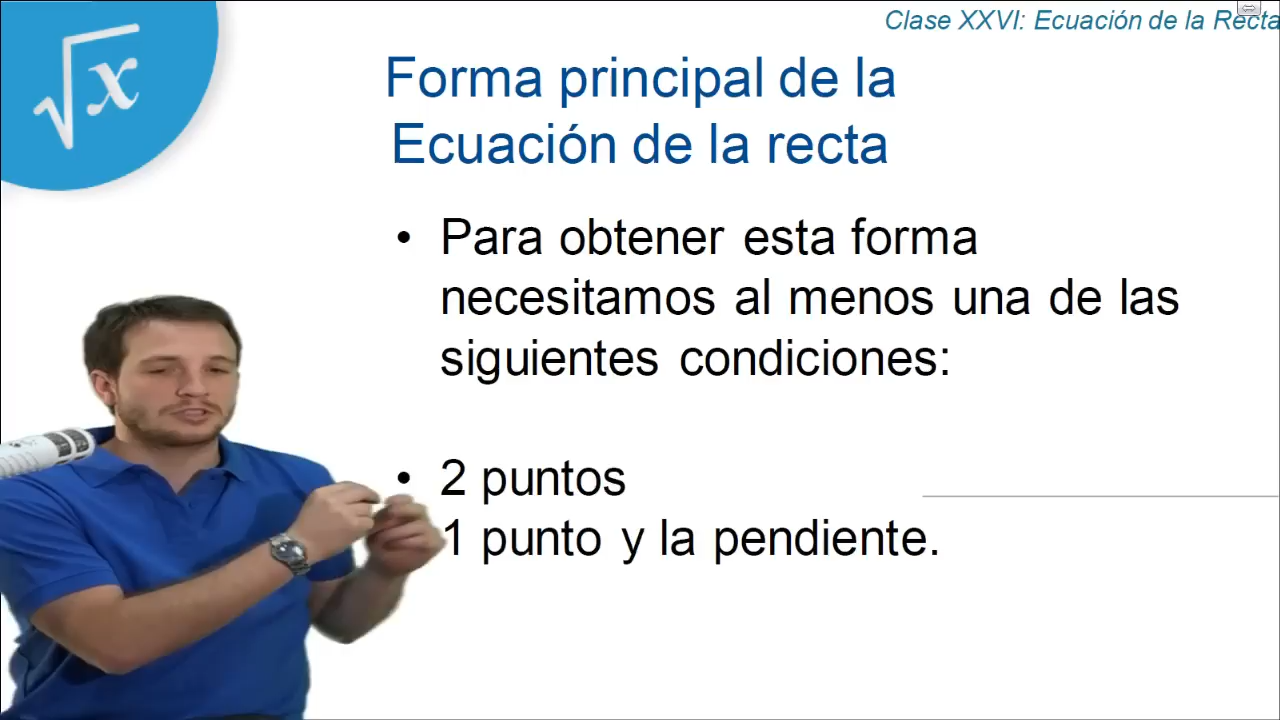 Clase XXVI: Ecuación de la Recta
√x
Forma principal de la
Ecuación de la recta
• Para obtener esta forma
necesitamos al menos una de las
siguientes condiciones:
• 2 puntos
1 punto y la pendiente.